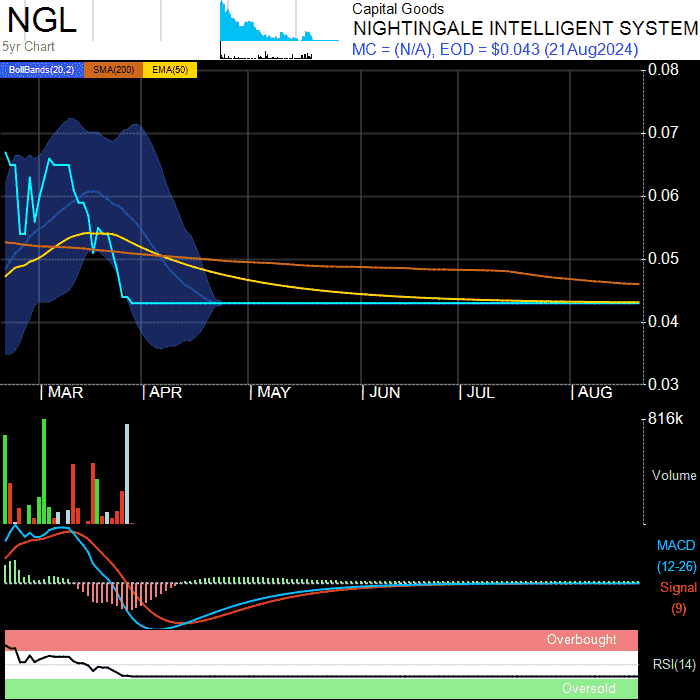 NGL
5yr Chart
Capital Goods
NIGHTINGALE INTELLIGENT SYSTEM
MC = (N/A), EOD = $0.043 (21Aug2024)
BollBands(20,2) SMA(200) EMA(50)
0.08
0.07
0.06
0.05
0.04
0.03
MAR APR MAY JUN JUL AUG
816k
Volume
MACD
(12-26)
Signal
(9)
Overbought
RSI(14)
Oversold